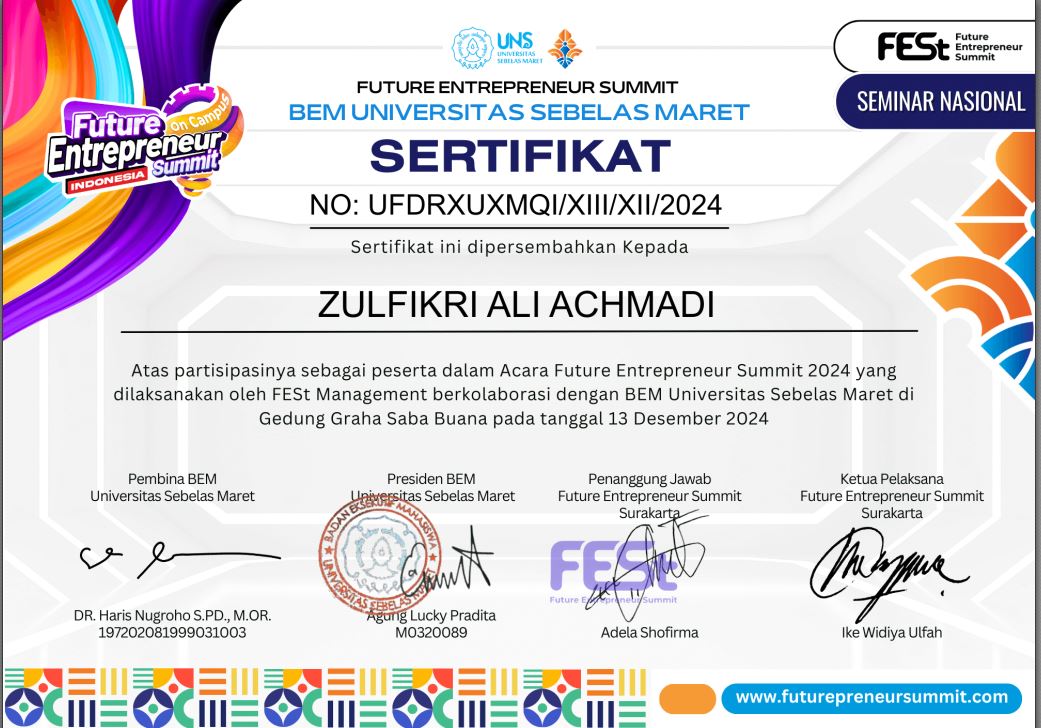 UNS
UNIVERSITAS
SEBELAS MARET
FESt
Future
Entrepreneur
Summit
SEMINAR NASIONAL
Future
on Campus
Entrepreneur
Summit
INDONESIA
FUTURE ENTREPRENEUR SUMMIT
BEM UNIVERSITAS SEBELAS MARET
SERTIFIKAT
NO: UFDRXUXMQI/XIII/XII/2024
Sertifikat ini dipersembahkan Kepada
ZULFIKRI ALI ACHMADI
Atas partisipasinya sebagai peserta dalam Acara Future Entrepreneur Summit 2024 yang
dilaksanakan oleh FESt Management berkolaborasi dengan BEM Universitas Sebelas Maret di
Gedung Graha Saba Buana pada tanggal 13 Desember 2024
Pembina BEM
Universitas Sebelas Maret
DR. Haris Nugroho S.PD., M.OR.
197202081999031003
Presiden BEM
Universitas Sebelas Maret
BADAN EKSEKUTIF MAHASISWA
UNIVERSITAS SEBELAS MARET
Agung Lucky Pradita
M0320089
Penanggung Jawab
Future Entrepreneur Summit
Surakarta
FESt
Future Entrepreneur Summit
Adela Shofirma
Ketua Pelaksana
Future Entrepreneur Summit
Surakarta
Ike Widiya Ulfah
www.futurepreneursummit.com